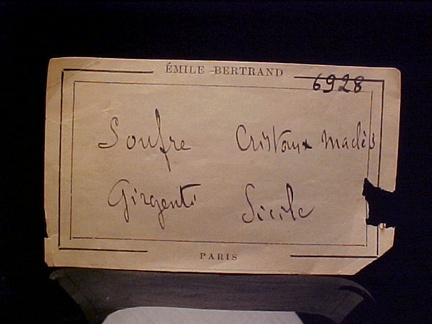 ÉMILE BERTRAND
6928
Soufre Cristaux maclés
Girgenti Sicile
PARIS